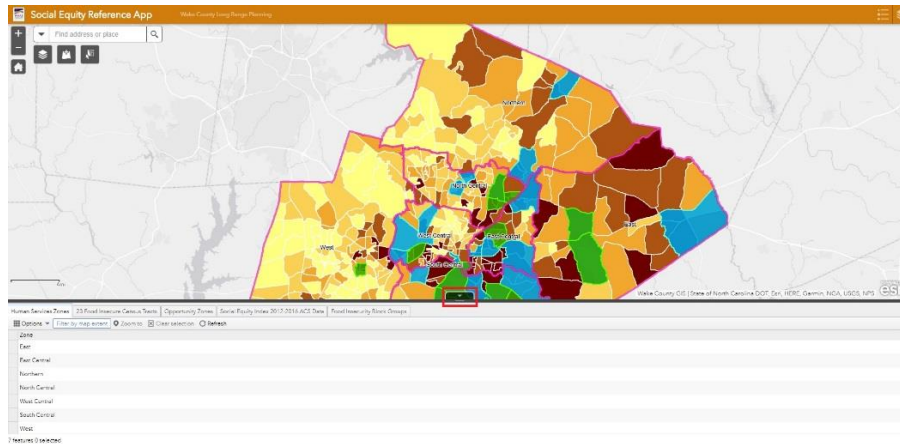 Social Equity Reference App Wake County Long Range Planning
Find address or place
Northern
North Central
West Central
East Central
East
West
South Central
Wake County GIS | State of North Carolina DOT, Esri, HERE, Garmin, NGA, USGS, NPS
esri
Human Services Zones 23 Food Insecure Census Tracts Opportunity Zones Social Equity Index 2012-2016 ACS Data Food Insecurity Block Groups
Options Filter by map extent Zoom to Clear selection Refresh
Zone
East
East Central
Northern
North Central
West Central
South Central
West
7 features 0 selected